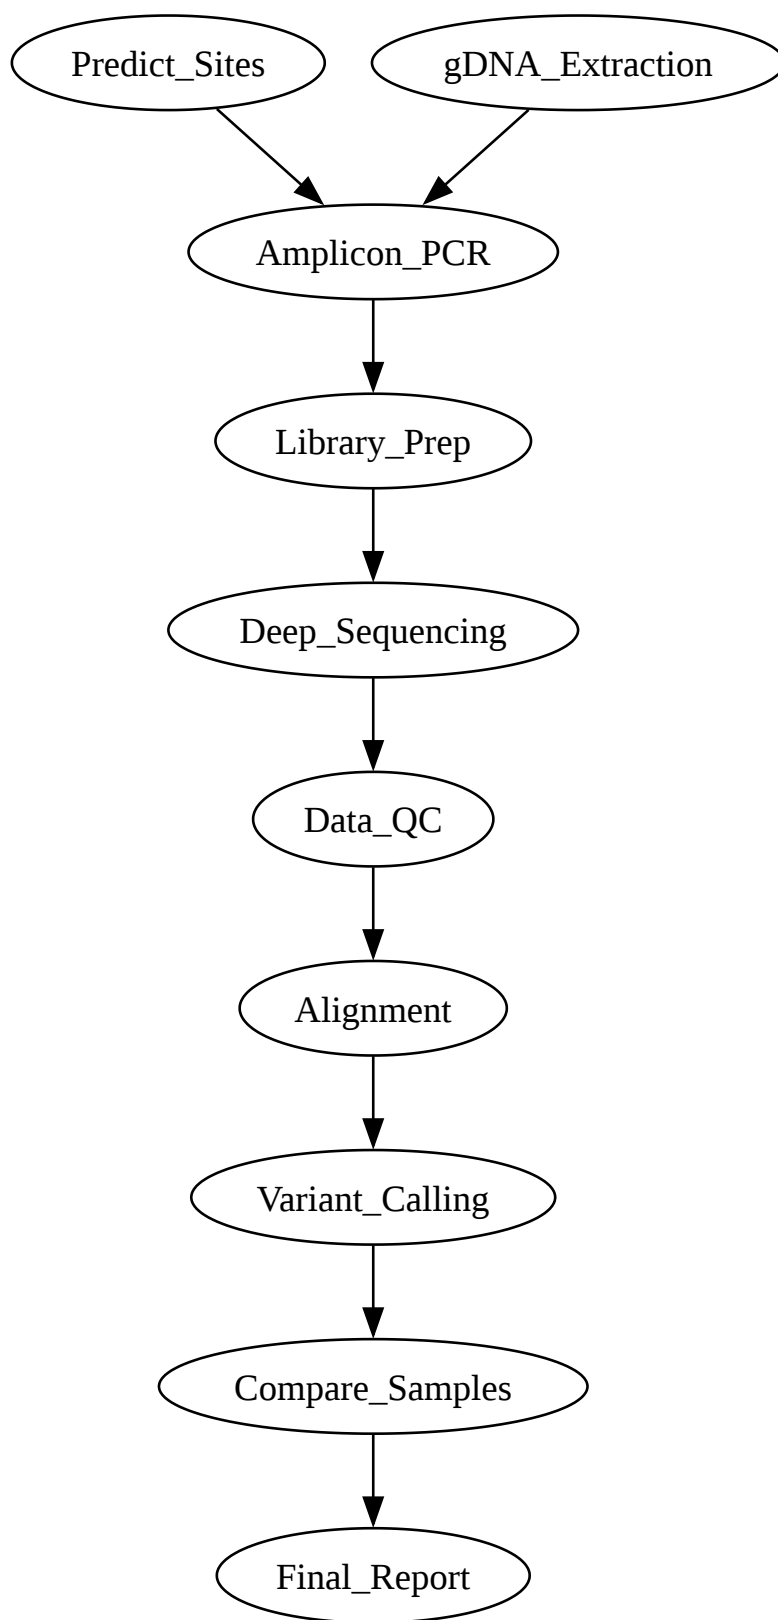 Predict_Sites
gDNA_Extraction
Amplicon_PCR
Library_Prep
Deep_Sequencing
Data_QC
Alignment
Variant_Calling
Compare_Samples
Final_Report